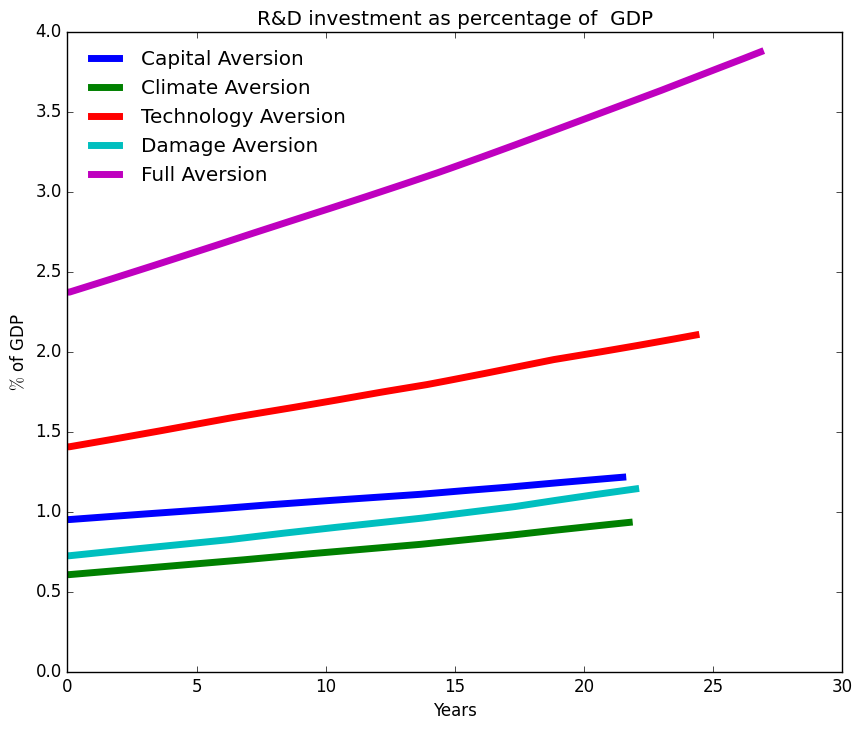 R&D investment as percentage of  GDP
4.0
3.5
3.0
2.5
2.0
1.5
1.0
0.5
0.0
% of GDP
Capital Aversion
Climate Aversion
Technology Aversion
Damage Aversion
Full Aversion
0 5 10 15 20 25 30
Years